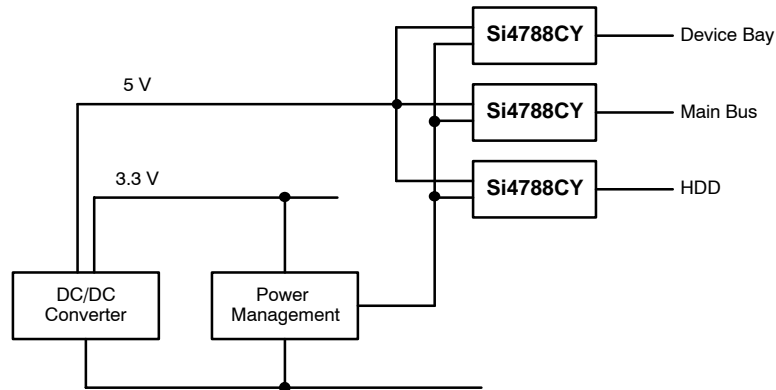 Si4788CY
Device Bay
5 V
Si4788CY
Main Bus
3.3 V
Si4788CY
HDD
DC/DC
Converter
Power
Management